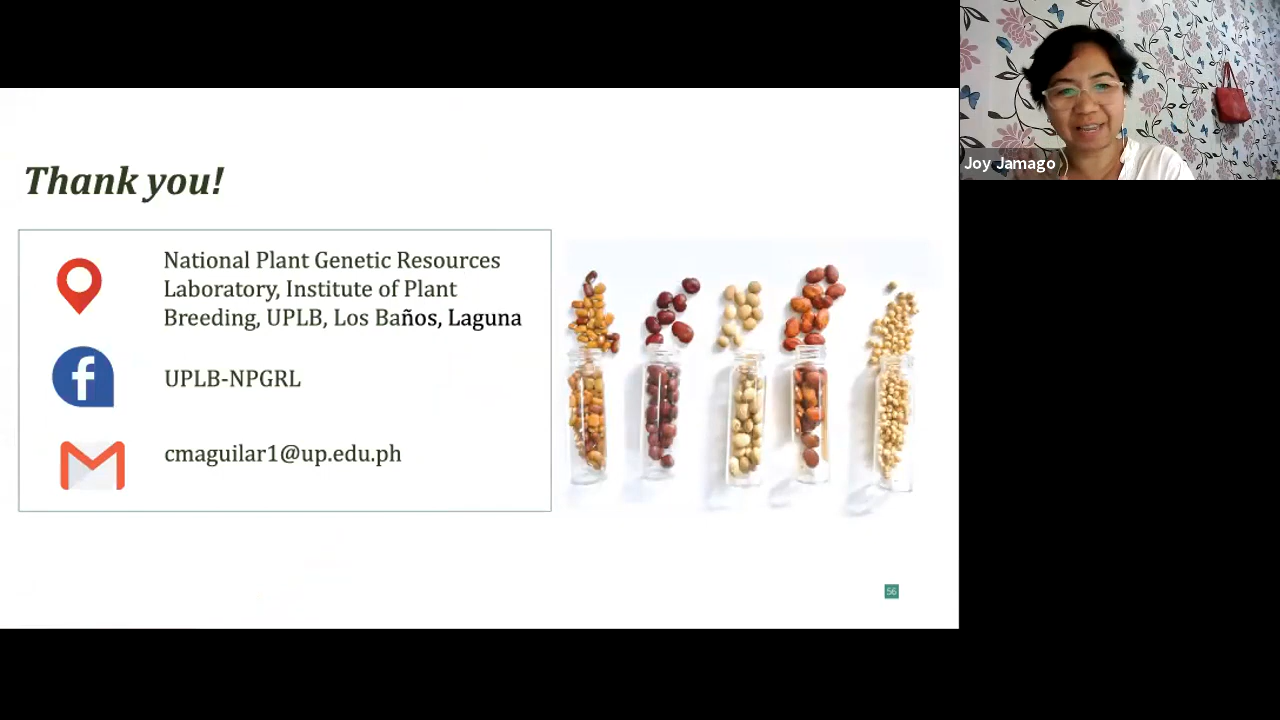 Thank you!
National Plant Genetic Resources
Laboratory, Institute of Plant
Breeding, UPLB, Los Baños, Laguna
UPLB-NPGRL
cmaguilar1@up.edu.ph
56
Joy Jamago